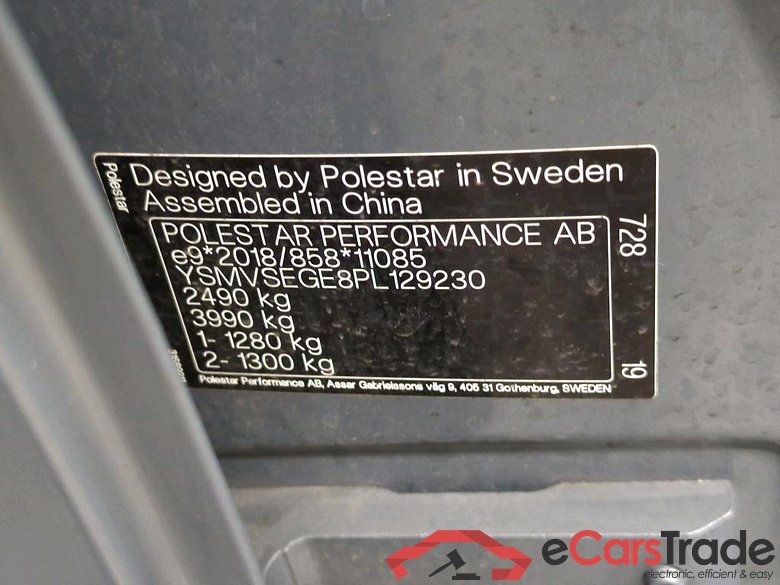 Polestar
Designed by Polestar in Sweden
Assembled in China
POLESTAR PERFORMANCE AB
e9*2018/858*11085
YSMVSEGE8PL129230
2490 kg
3990 kg
1- 1280 kg
2- 1300 kg
728
19
Polestar Performance AB, Assar Gabrielssons väg 9, 405 31 Gothenburg, SWEDEN
eCarsTrade
electronic, efficient & easy